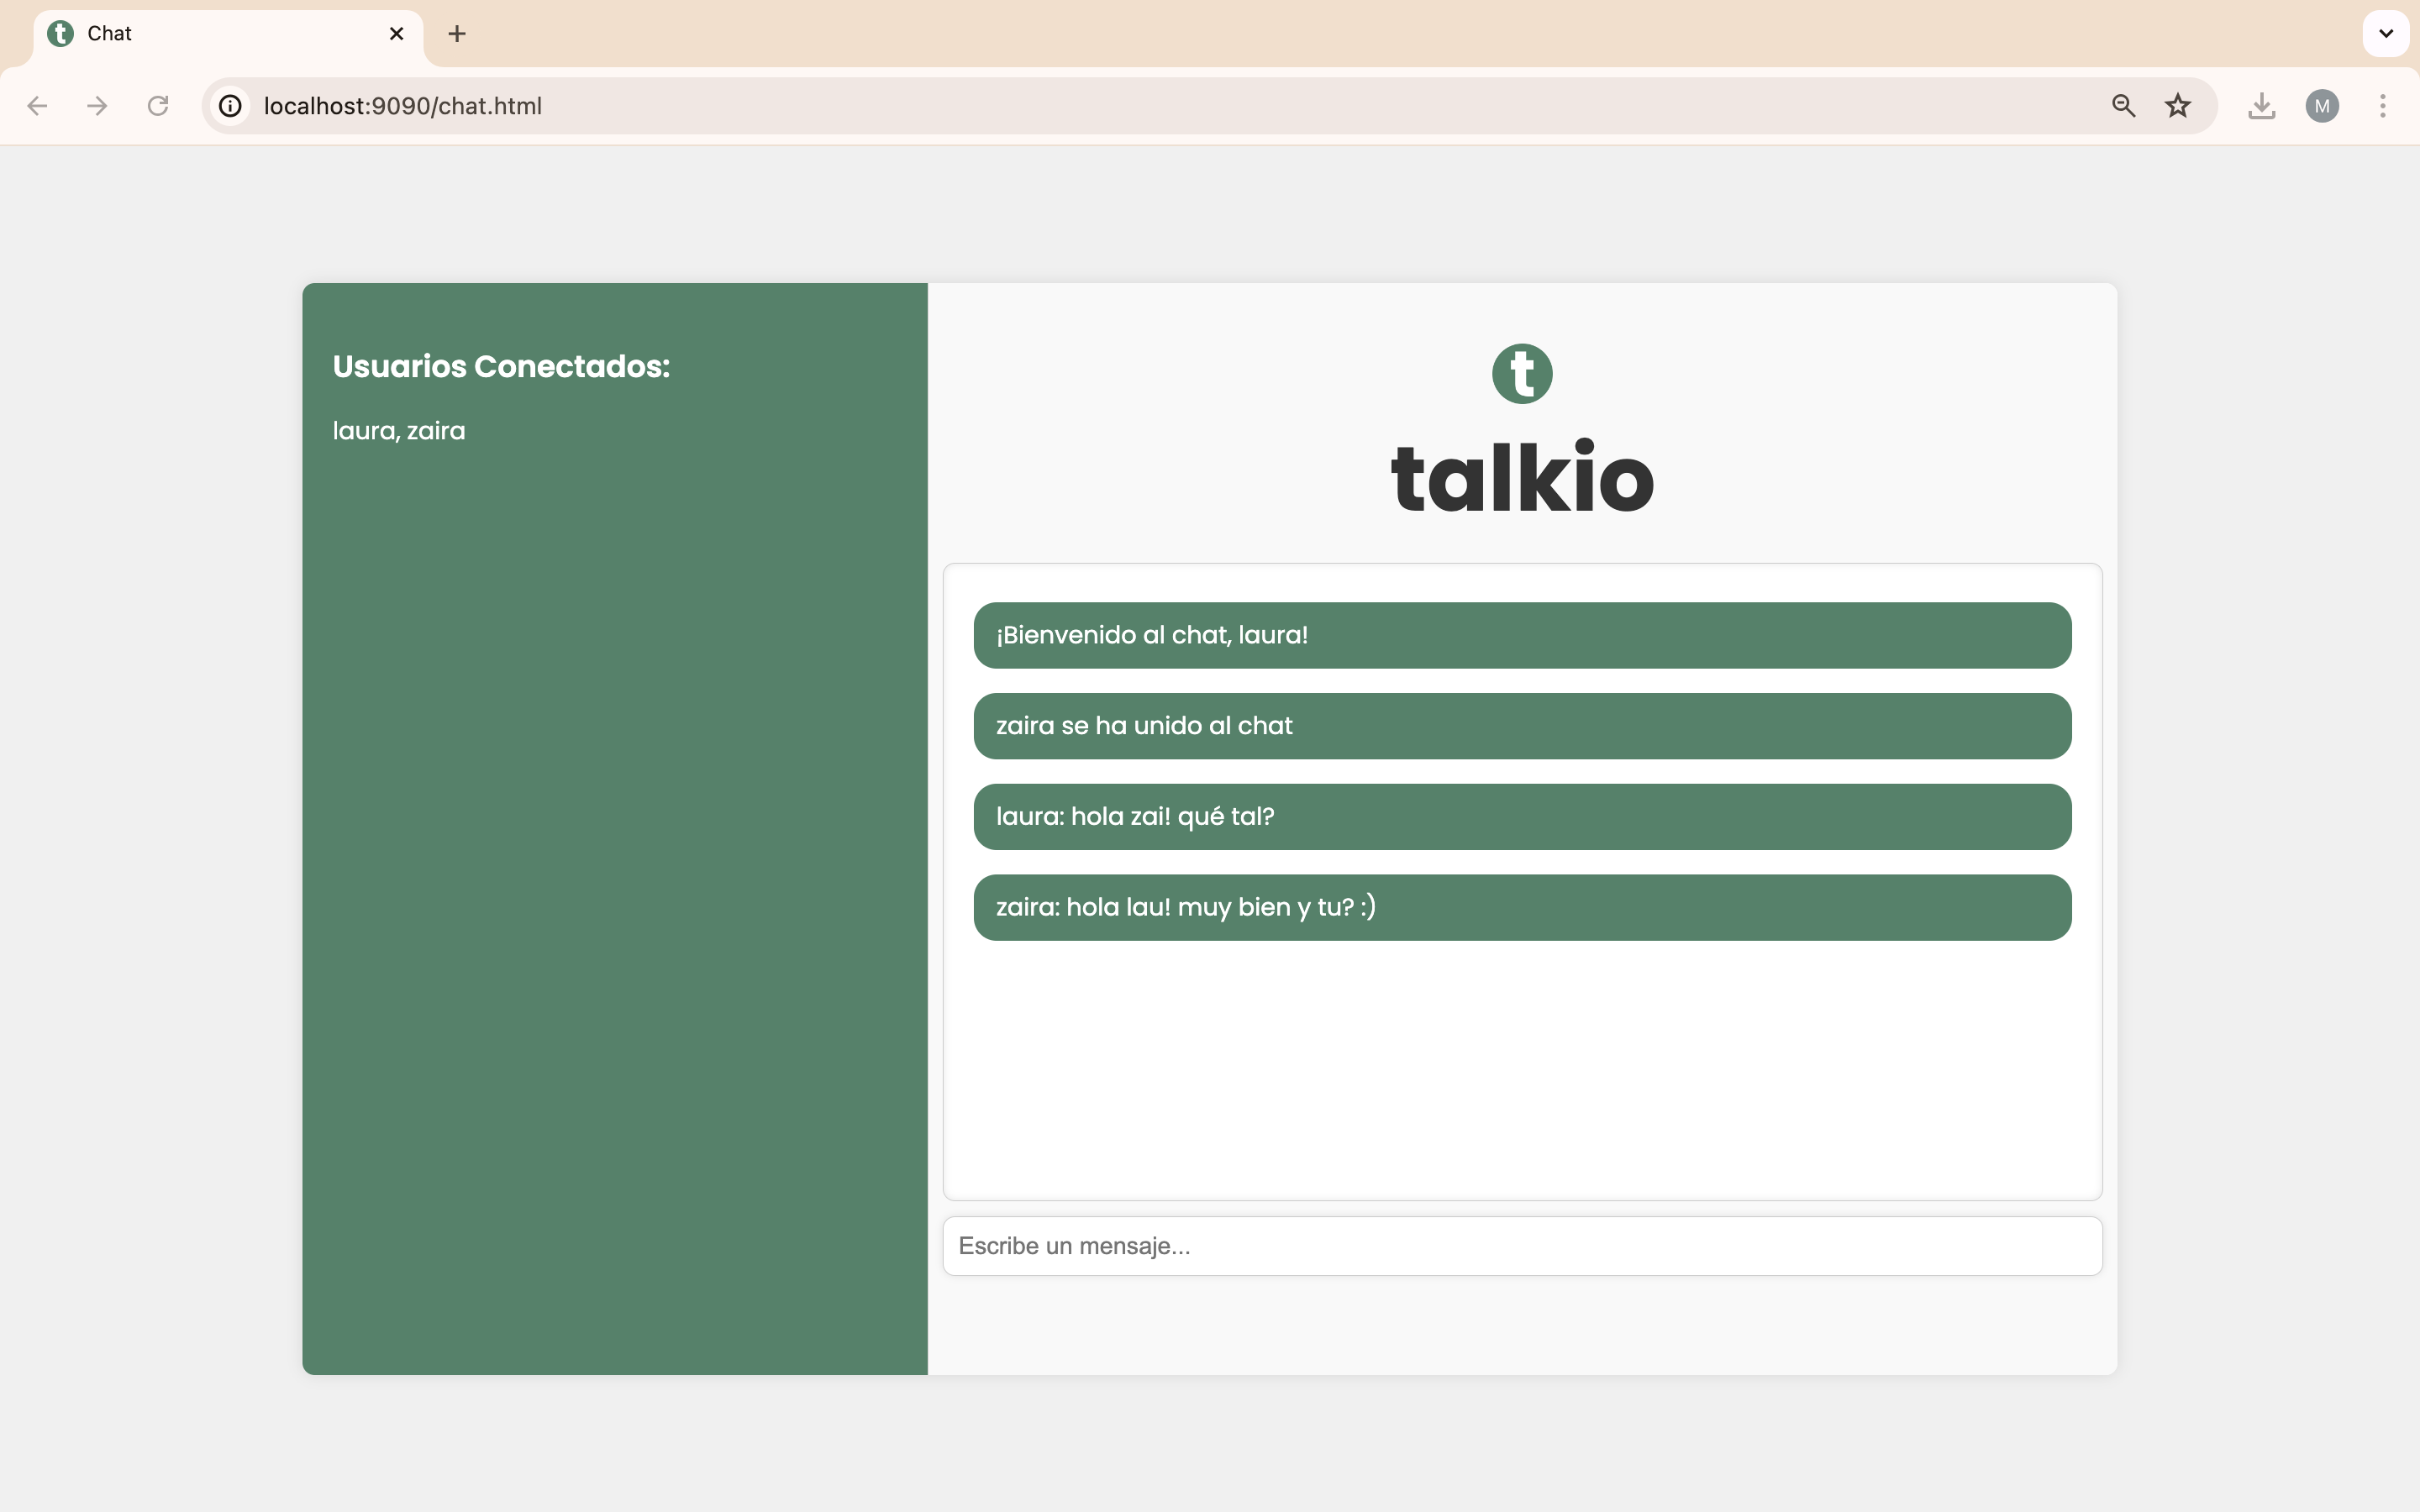 t Chat
localhost:9090/chat.html
M
Usuarios Conectados:
laura, zaira
t
talkio
¡Bienvenido al chat, laura!
zaira se ha unido al chat
laura: hola zai! qué tal?
zaira: hola lau! muy bien y tu? :)
Escribe un mensaje...